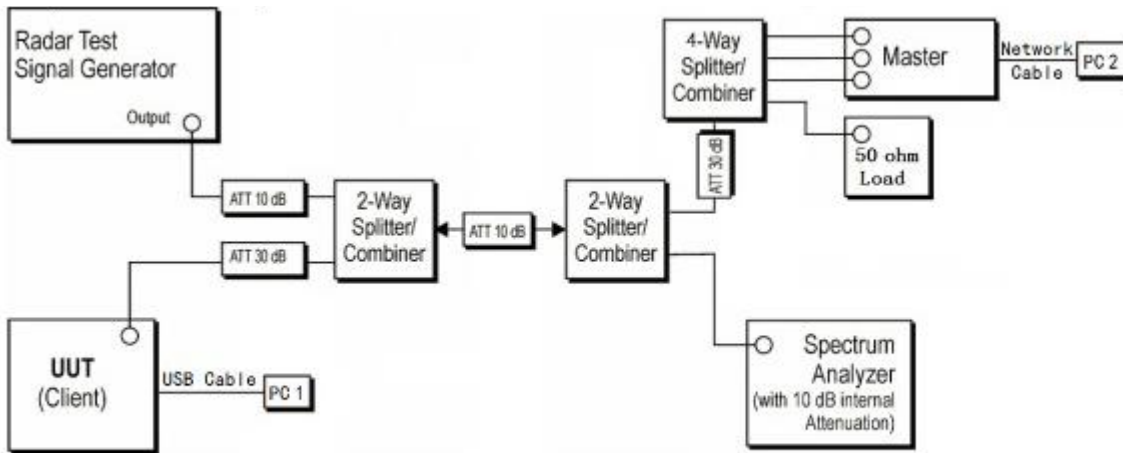 Radar Test
Signal Generator
Output
ATT 10 dB
ATT 30 dB
2-Way
Splitter/
Combiner
ATT 10 dB
2-Way
Splitter/
Combiner
ATT 30 dB
4-Way
Splitter/
Combiner
Master
Network
Cable
PC 2
50 ohm
Load
UUT
(Client)
USB Cable
PC 1
Spectrum
Analyzer
(with 10 dB internal
Attenuation)